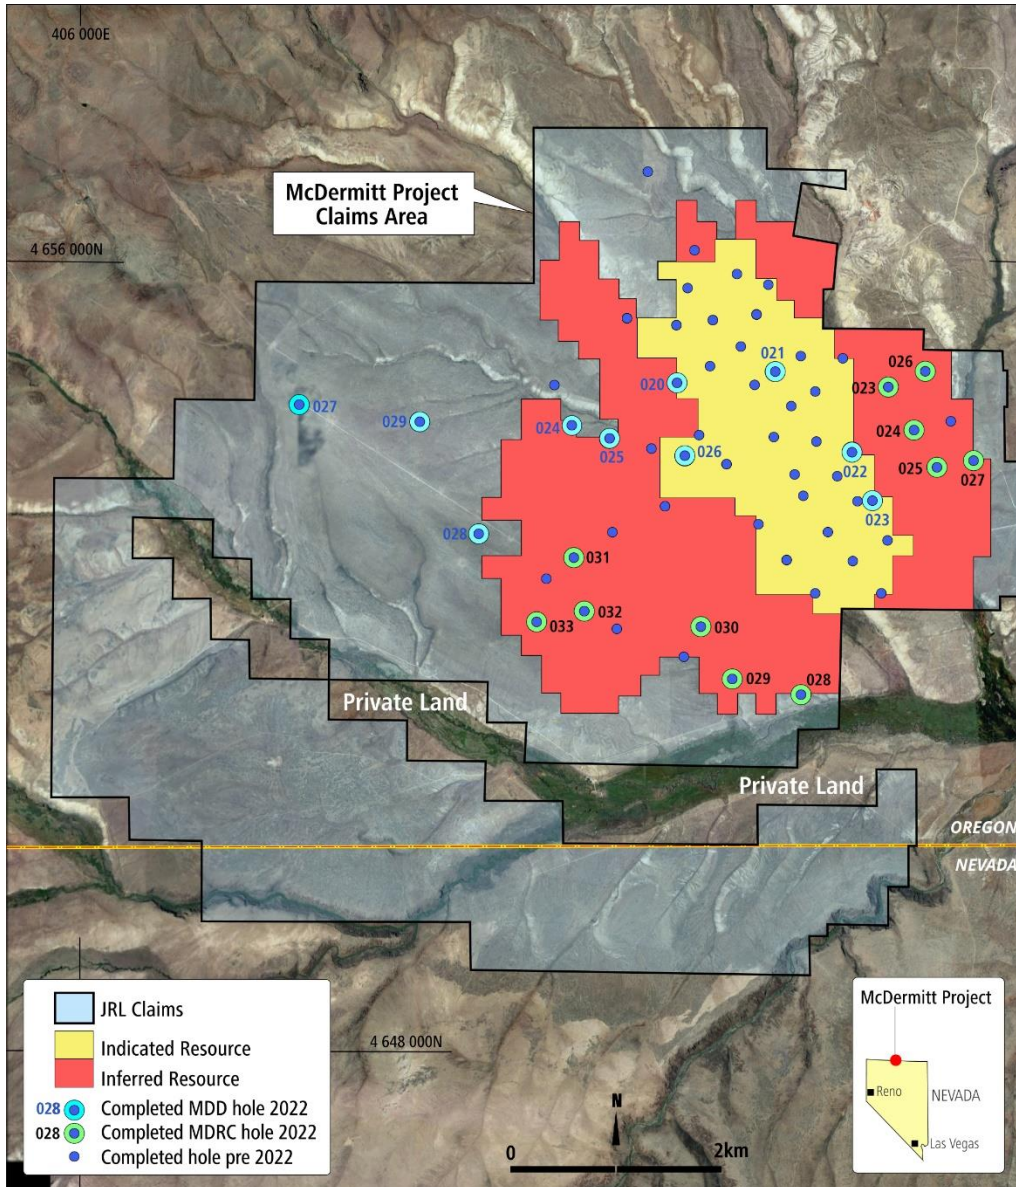 406 000E
McDermitt Project
Claims Area
4 656 000N
026
021
023
020
027
029
024
024
025
026
022
025
027
023
028
031
032
033
030
029
028
Private Land
Private Land
OREGON
NEVADA
JRL Claims
Indicated Resource
Inferred Resource
028 Completed MDD hole 2022
028 Completed MDRC hole 2022
Completed hole pre 2022
4 648 000N
N
0 2km
McDermitt Project
Reno
NEVADA
Las Vegas